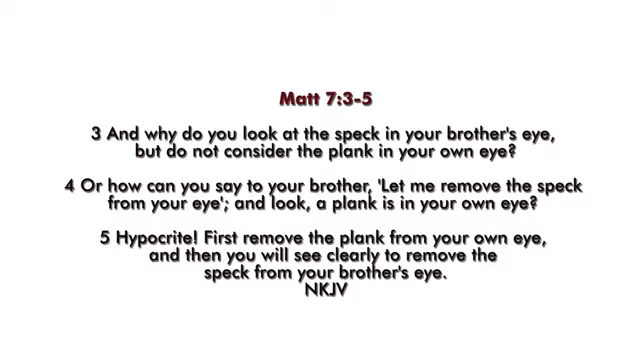 Matt 7:3-5
3 And why do you look at the speck in your brother's eye,
but do not consider the plank in your own eye?
4 Or how can you say to your brother, 'Let me remove the speck
from your eye'; and look, a plank is in your own eye?
5 Hypocrite! First remove the plank from your own eye,
and then you will see clearly to remove the
speck from your brother's eye.
NKJV